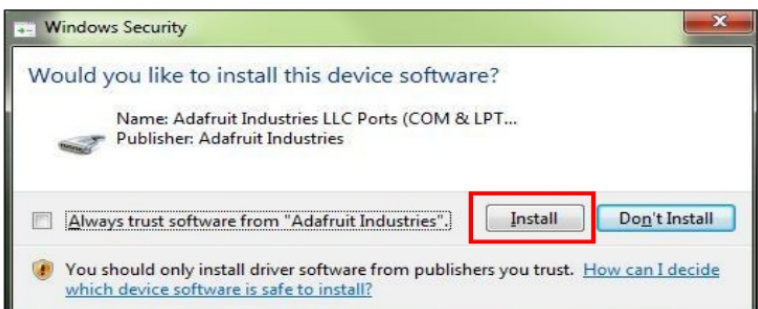 Windows Security
Would you like to install this device software?
Name: Adafruit Industries LLC Ports (COM & LPT...
Publisher: Adafruit Industries
Always trust software from "Adafruit Industries".
Install
Don't Install
You should only install driver software from publishers you trust. How can I decide
which device software is safe to install?